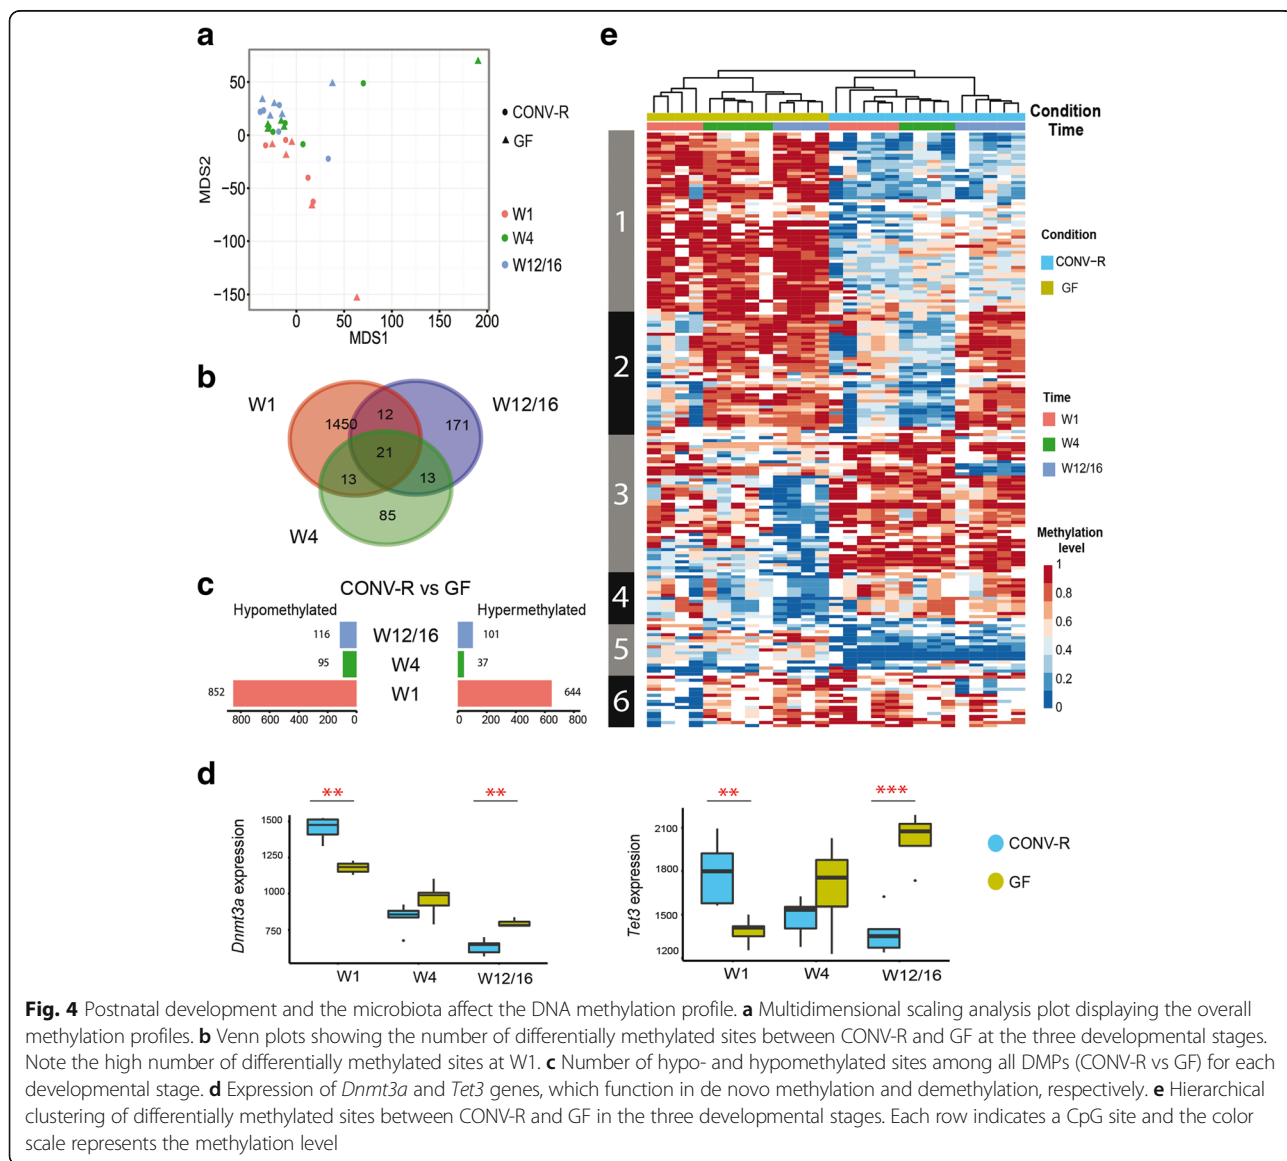 a
50
0
−50
−100
−150
MDS2
0
50
100
150
200
MDS1
CONV-R
GF
W1
W4
W12/16
b
W1
W12/16
1450
12
171
21
13
13
85
W4
c
CONV-R vs GF
Hypomethylated
Hypermethylated
116
W12/16
101
95
W4
37
852
W1
644
800
600
400
200
0
0
200
400
600
800
d
**
**
1500
1250
1000
750
Dnmt3a expression
W1
W4
W12/16
**
***
2100
1800
1500
1200
Tet3 expression
W1
W4
W12/16
CONV-R
GF
e
Condition
Time
1
2
3
4
5
6
Condition
CONV−R
GF
Time
W1
W4
W12/16
Methylation
level
1
0.8
0.6
0.4
0.2
0
Fig. 4 Postnatal development and the microbiota affect the DNA methylation profile. a Multidimensional scaling analysis plot displaying the overall
methylation profiles. b Venn plots showing the number of differentially methylated sites between CONV-R and GF at the three developmental stages.
Note the high number of differentially methylated sites at W1. c Number of hypo- and hypomethylated sites among all DMPs (CONV-R vs GF) for each
developmental stage. d Expression of Dnmt3a and Tet3 genes, which function in de novo methylation and demethylation, respectively. e Hierarchical
clustering of differentially methylated sites between CONV-R and GF in the three developmental stages. Each row indicates a CpG site and the color
scale represents the methylation level